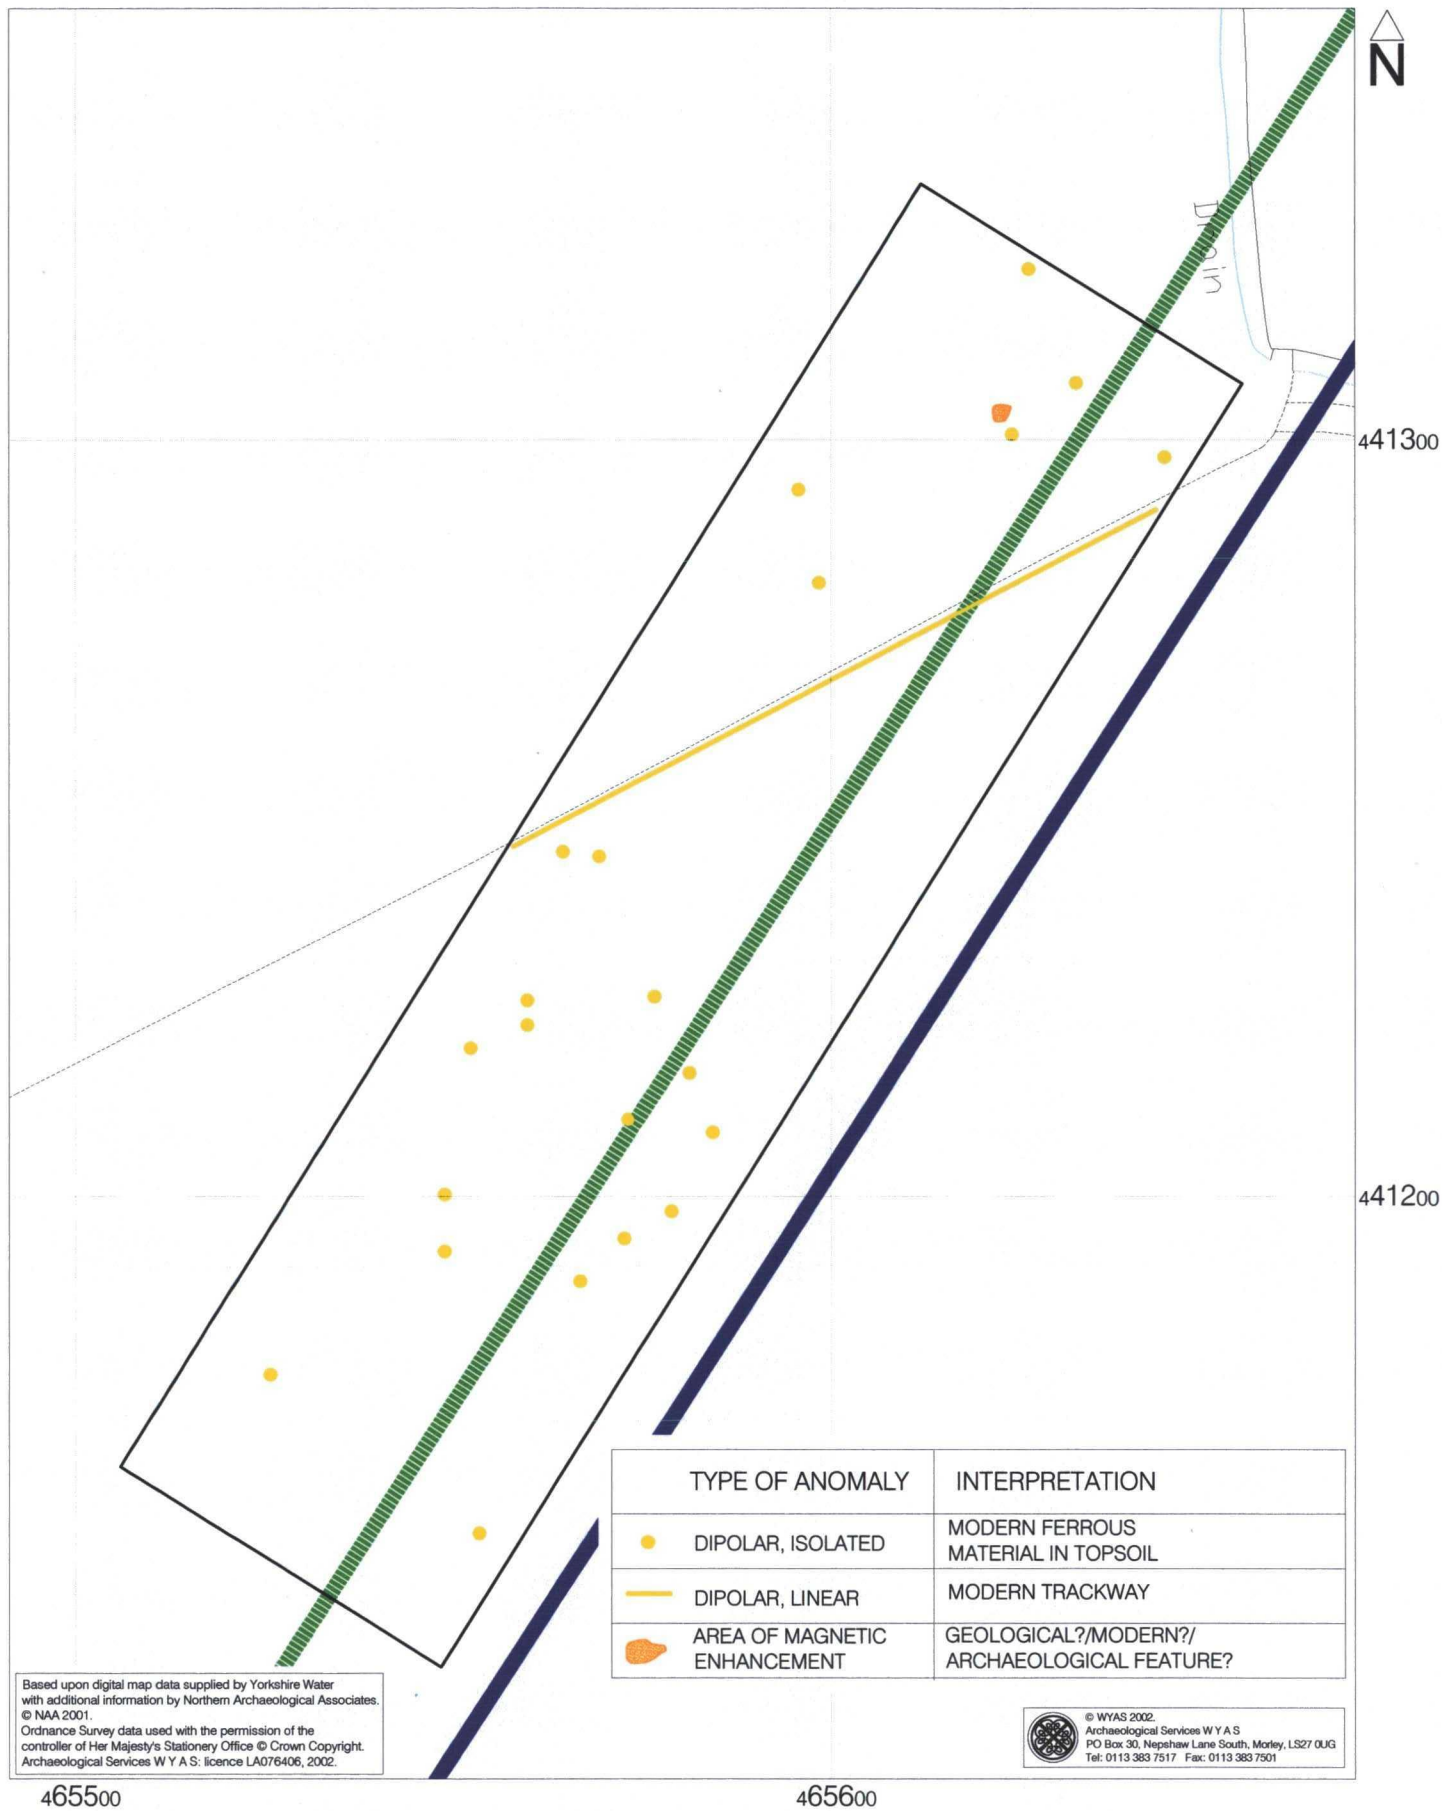 N
Drain
441300
441200
TYPE OF ANOMALY INTERPRETATION
DIPOLAR, ISOLATED
MODERN FERROUS
MATERIAL IN TOPSOIL
DIPOLAR, LINEAR
MODERN TRACKWAY
AREA OF MAGNETIC
ENHANCEMENT
GEOLOGICAL?/MODERN?/
ARCHAEOLOGICAL FEATURE?
Based upon digital map data supplied by Yorkshire Water
with additional information by Northern Archaeological Associates.
© NAA 2001.
Ordnance Survey data used with the permission of the
controller of Her Majesty's Stationery Office © Crown Copyright.
Archaeological Services W Y A S: licence LA076406, 2002.
© WYAS 2002.
Archaeological Services W Y A S
PO Box 30, Nepshaw Lane South, Morley, LS27 0UG
Tel: 0113 383 7517 Fax: 0113 383 7501
465500
465600